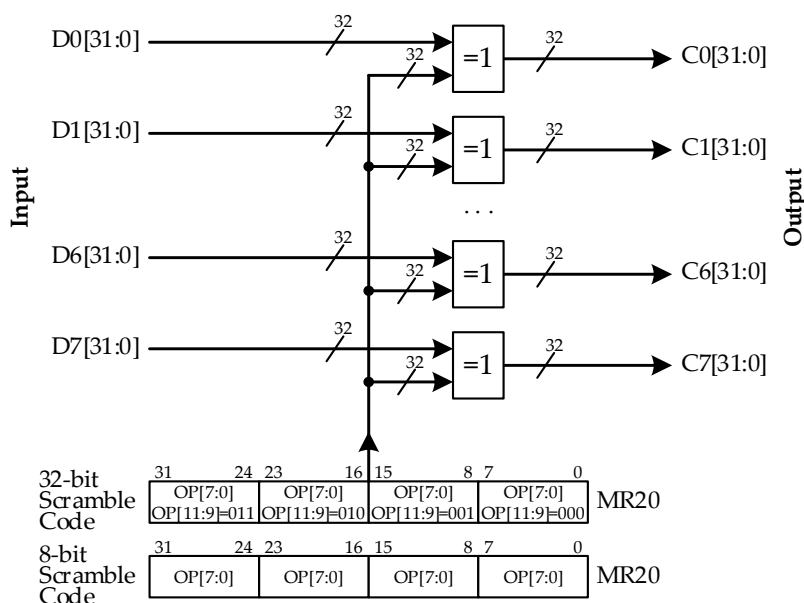 D0[31:0]
32
32
=1
32
C0[31:0]
D1[31:0]
32
32
=1
32
C1[31:0]
Input
. . .
Output
D6[31:0]
32
32
=1
32
C6[31:0]
D7[31:0]
32
32
=1
32
C7[31:0]
32-bit
Scramble
Code
31 24 23 16 15 8 7 0
OP[7:0] OP[7:0] OP[7:0] OP[7:0]
OP[11:9]=011 OP[11:9]=010 OP[11:9]=001 OP[11:9]=000
MR20
8-bit
Scramble
Code
31 24 23 16 15 8 7 0
OP[7:0] OP[7:0] OP[7:0] OP[7:0]
MR20